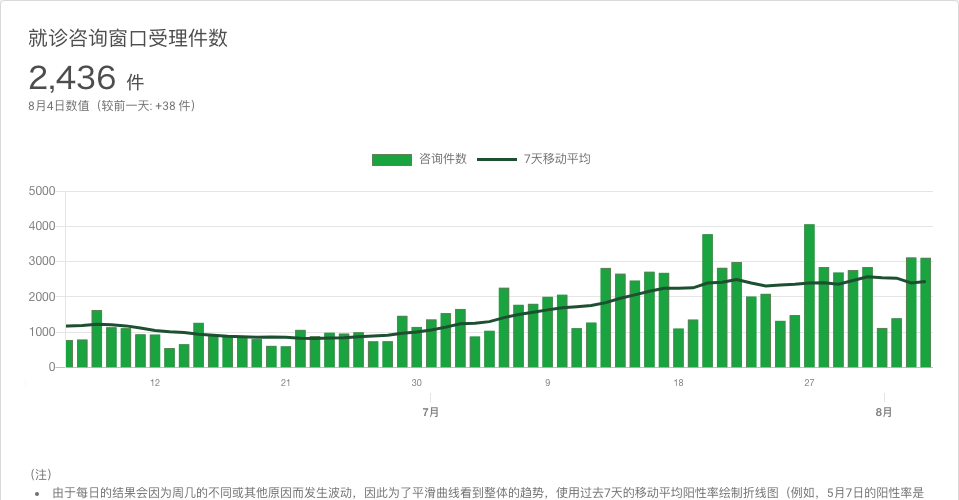 就诊咨询窗口受理件数
2,436 件
8月4日数值（较前一天: +38 件）
咨询件数 7天移动平均
5000
4000
3000
2000
1000
0
12 21 30 9 18 27
7月 8月
（注）
• 由于每日的结果会因为周几的不同或其他原因而发生波动，因此为了平滑曲线看到整体的趋势，使用过去7天的移动平均阳性率绘制折线图（例如，5月7日的阳性率是